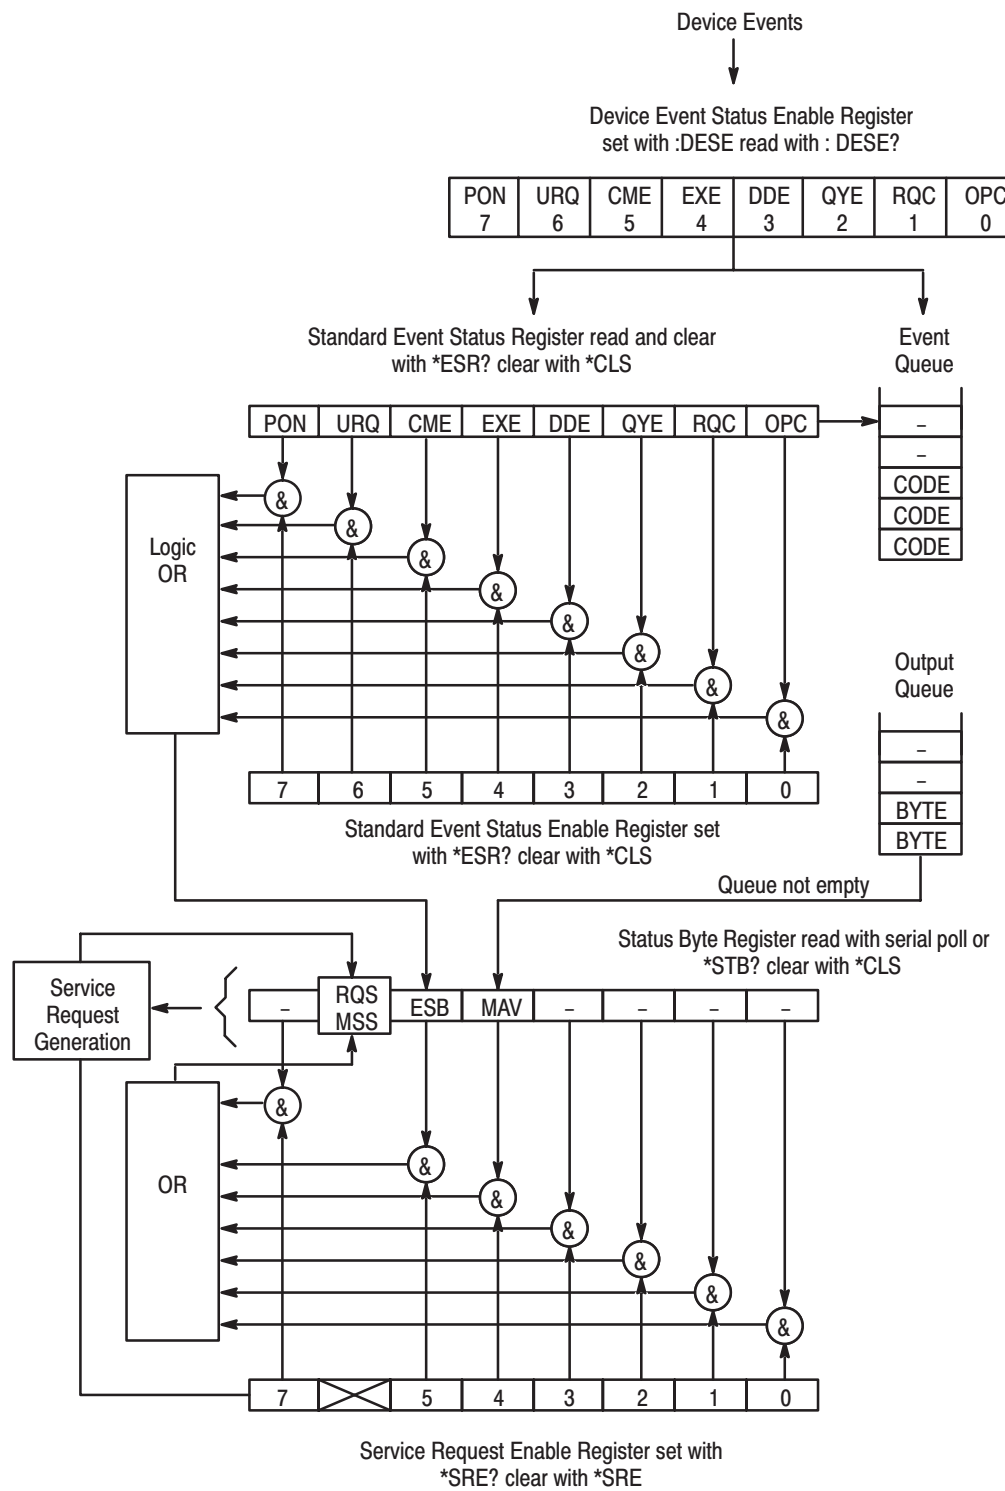 Device Events
Device Event Status Enable Register
set with :DESE read with : DESE?
PON URQ CME EXE DDE QYE RQC OPC
7 6 5 4 3 2 1 0
Standard Event Status Register read and clear
with *ESR? clear with *CLS
Event
Queue
PON URQ CME EXE DDE QYE RQC OPC
–
–
CODE
CODE
CODE
&
&
&
&
&
&
&
&
Logic
OR
Output
Queue
–
–
BYTE
BYTE
7 6 5 4 3 2 1 0
Standard Event Status Enable Register set
with *ESR? clear with *CLS
Queue not empty
Status Byte Register read with serial poll or
*STB? clear with *CLS
Service
Request
Generation
– RQS MSS ESB MAV – – – –
&
&
&
&
&
&
&
OR
7 5 4 3 2 1 0
Service Request Enable Register set with
*SRE? clear with *SRE